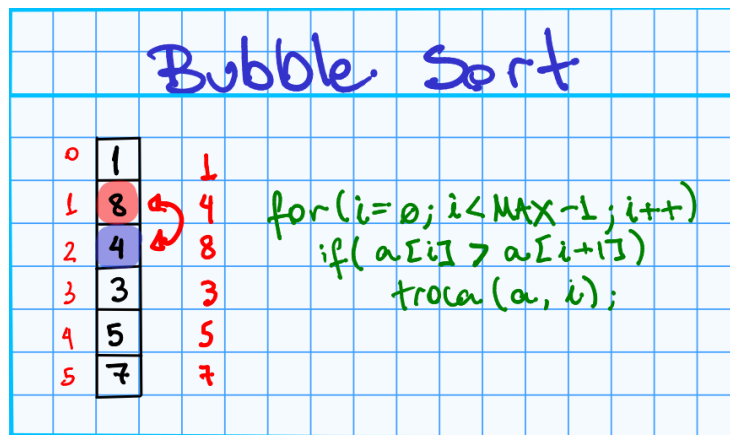 Bubble Sort
0 1 1
1 8 4
2 4 8
3 3 3
4 5 5
5 7 7
for(i=0; i<MAX-1; i++)
if( a[i] > a[i+1])
troca(a, i);